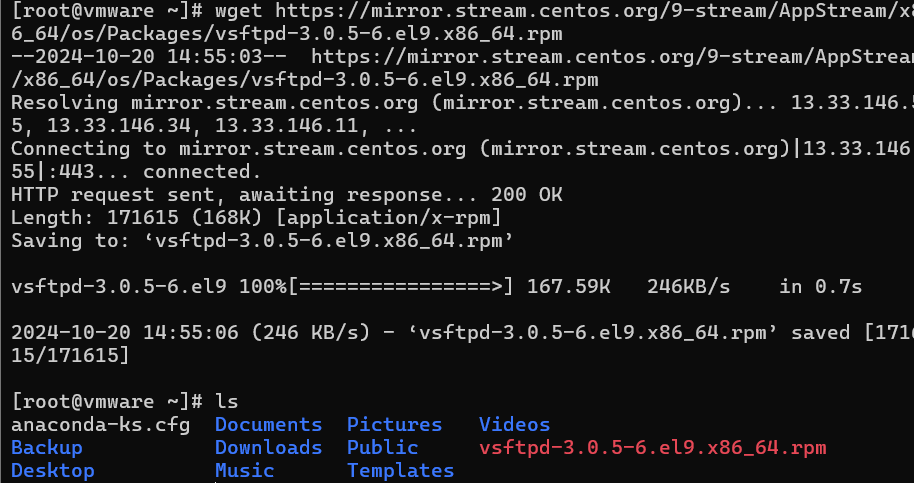 [root@vmware ~]# wget https://mirror.stream.centos.org/9-stream/AppStream/x8
6_64/os/Packages/vsftpd-3.0.5-6.el9.x86_64.rpm
--2024-10-20 14:55:03--  https://mirror.stream.centos.org/9-stream/AppStream
/x86_64/os/Packages/vsftpd-3.0.5-6.el9.x86_64.rpm
Resolving mirror.stream.centos.org (mirror.stream.centos.org)... 13.33.146.5
5, 13.33.146.34, 13.33.146.11, ...
Connecting to mirror.stream.centos.org (mirror.stream.centos.org)|13.33.146
55|:443... connected.
HTTP request sent, awaiting response... 200 OK
Length: 171615 (168K) [application/x-rpm]
Saving to: ‘vsftpd-3.0.5-6.el9.x86_64.rpm’
vsftpd-3.0.5-6.el9 100%[================>] 167.59K   246KB/s    in 0.7s
2024-10-20 14:55:06 (246 KB/s) - ‘vsftpd-3.0.5-6.el9.x86_64.rpm’ saved [1716
15/171615]
[root@vmware ~]# ls
anaconda-ks.cfg  Documents  Pictures   Videos
Backup           Downloads  Public     vsftpd-3.0.5-6.el9.x86_64.rpm
Desktop          Music      Templates